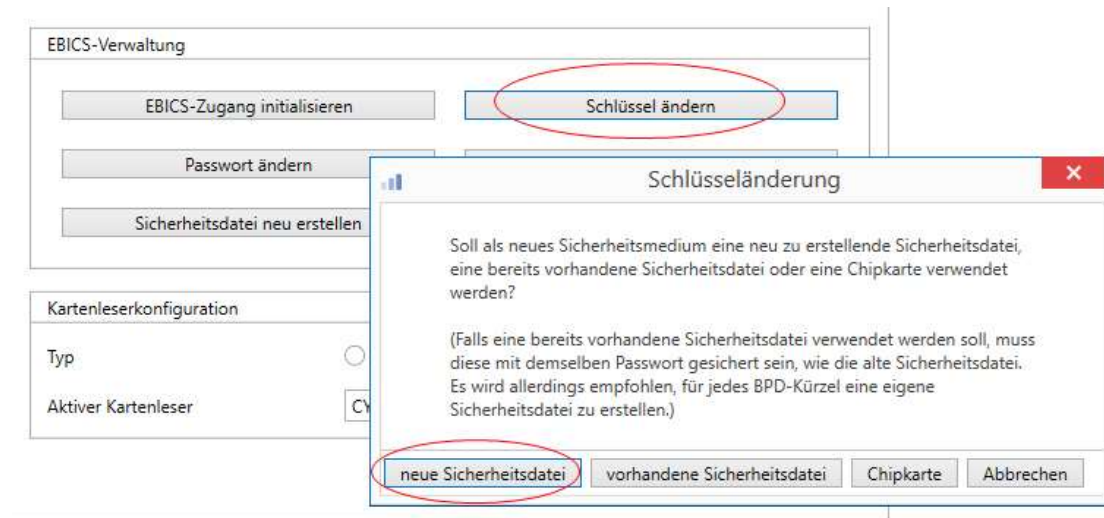 EBICS-Verwaltung
EBICS-Zugang initialisieren
Schlüssel ändern
Passwort ändern
Sicherheitsdatei neu erstellen
Kartenleserkonfiguration
Typ
Aktiver Kartenleser
CY
Schlüsseländerung
Soll als neues Sicherheitsmedium eine neu zu erstellende Sicherheitsdatei,
eine bereits vorhandene Sicherheitsdatei oder eine Chipkarte verwendet
werden?
(Falls eine bereits vorhandene Sicherheitsdatei verwendet werden soll, muss
diese mit demselben Passwort gesichert sein, wie die alte Sicherheitsdatei.
Es wird allerdings empfohlen, für jedes BPD-Kürzel eine eigene
Sicherheitsdatei zu erstellen.)
neue Sicherheitsdatei
vorhandene Sicherheitsdatei
Chipkarte
Abbrechen